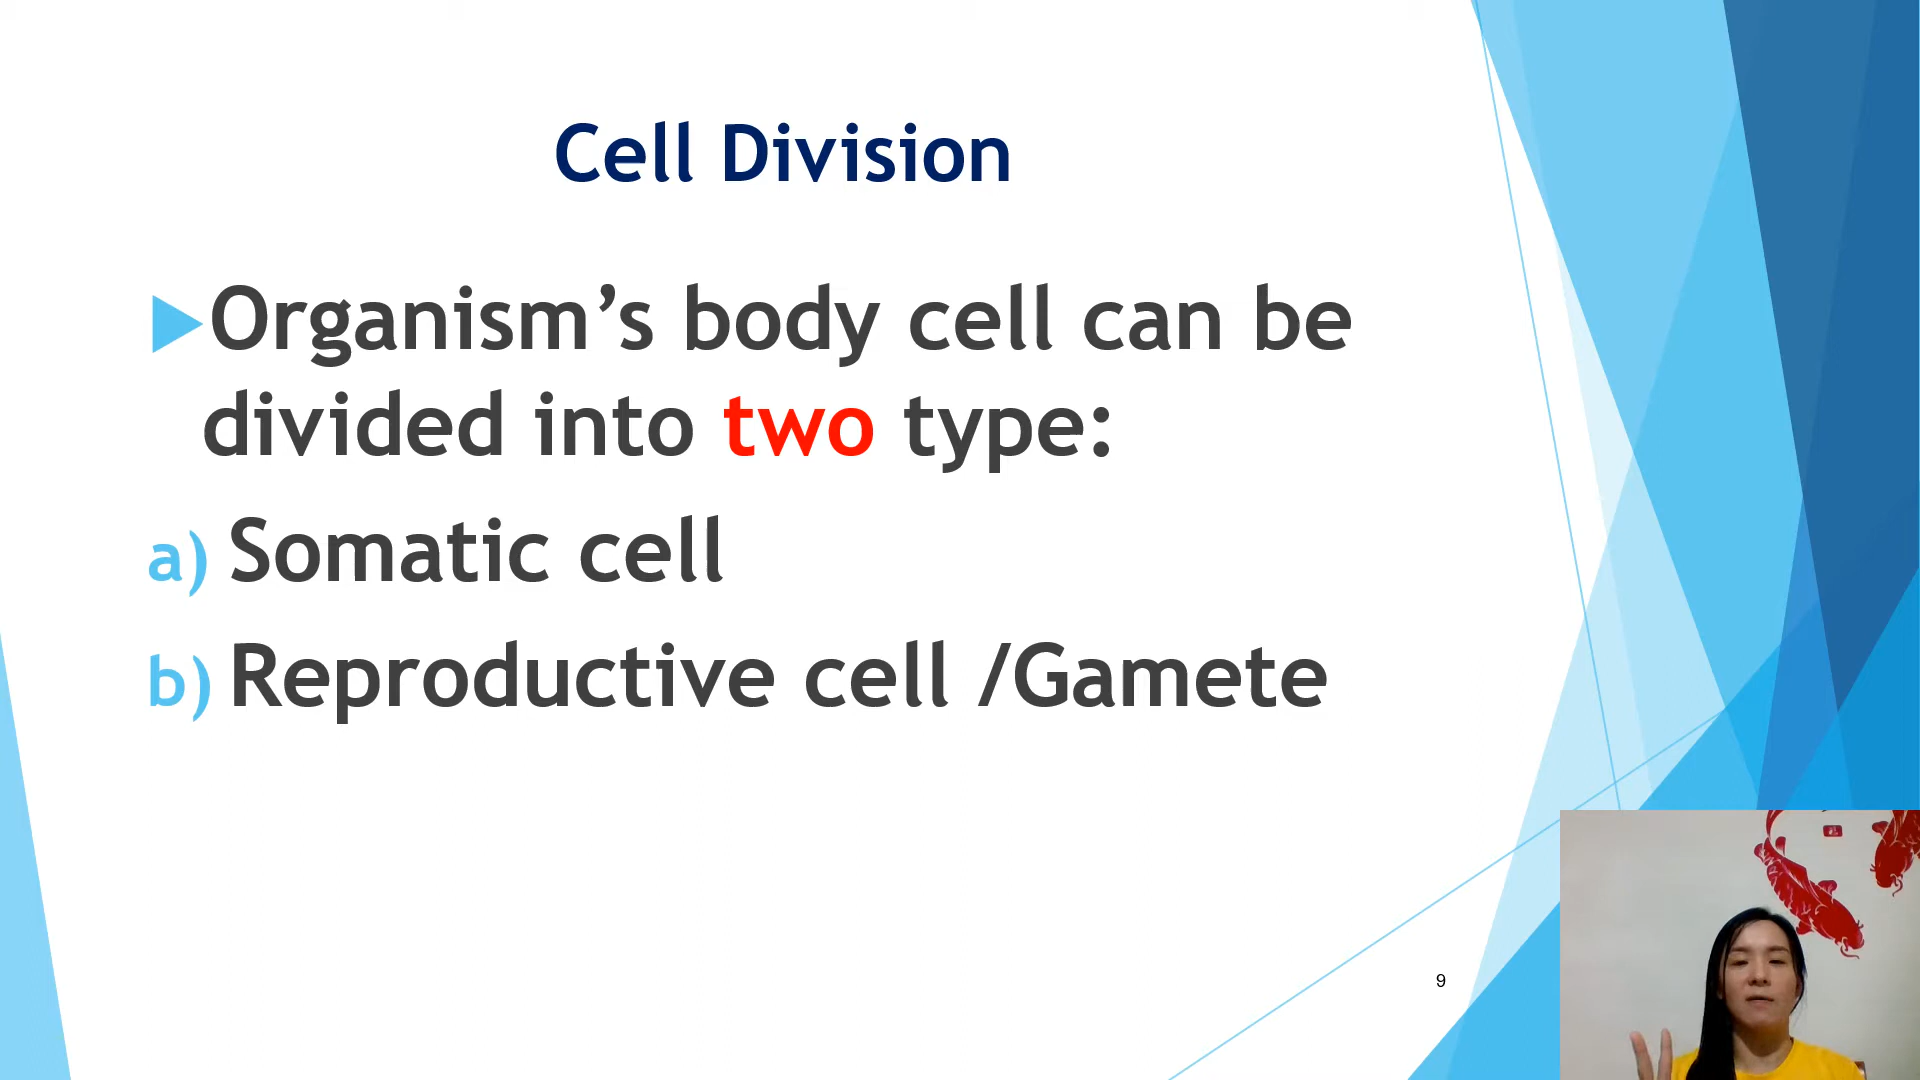 Cell Division
Organism’s body cell can be
divided into two type:
a) Somatic cell
b) Reproductive cell /Gamete
9